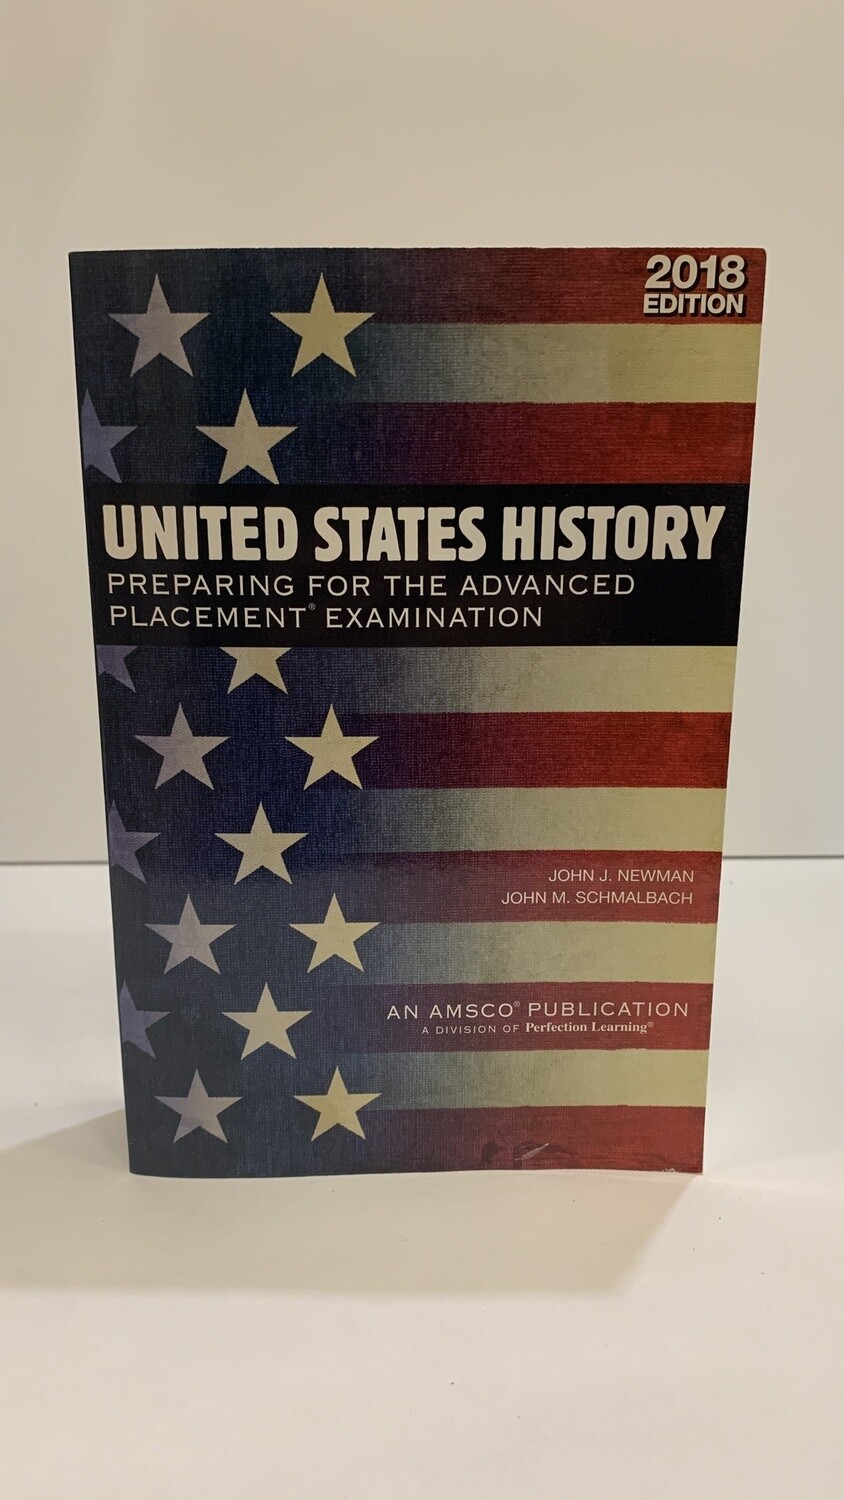 2018
EDITION
UNITED STATES HISTORY
PREPARING FOR THE ADVANCED
PLACEMENT® EXAMINATION
JOHN J. NEWMAN
JOHN M. SCHMALBACH
AN AMSCO® PUBLICATION
A DIVISION OF Perfection Learning®